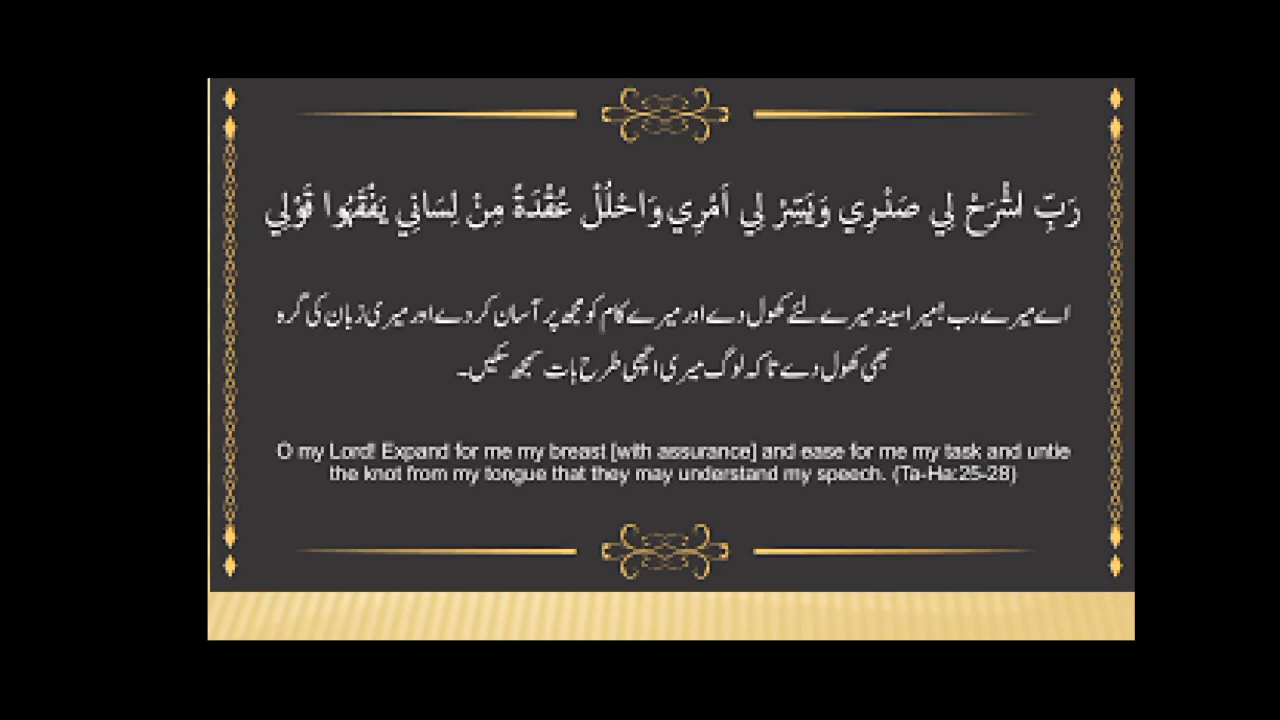 رَبِّ اشْرَحْ لِي صَدْرِي وَيَسِّرْ لِي أَمْرِي وَاحْلُلْ عُقْدَةً مِنْ لِسَانِي يَفْقَهُوا قَوْلِي
اے میرے رب! میرا سینہ میرے لئے کھول دے اور میرے کام کو مجھ پر آسان کر دے اور میری زبان کی گرہ
بھی کھول دے تاکہ لوگ میری اچھی طرح بات سمجھ سکیں۔
O my Lord! Expand for me my breast [with assurance] and ease for me my task and untie
the knot from my tongue that they may understand my speech. (Ta-Ha:25-28)